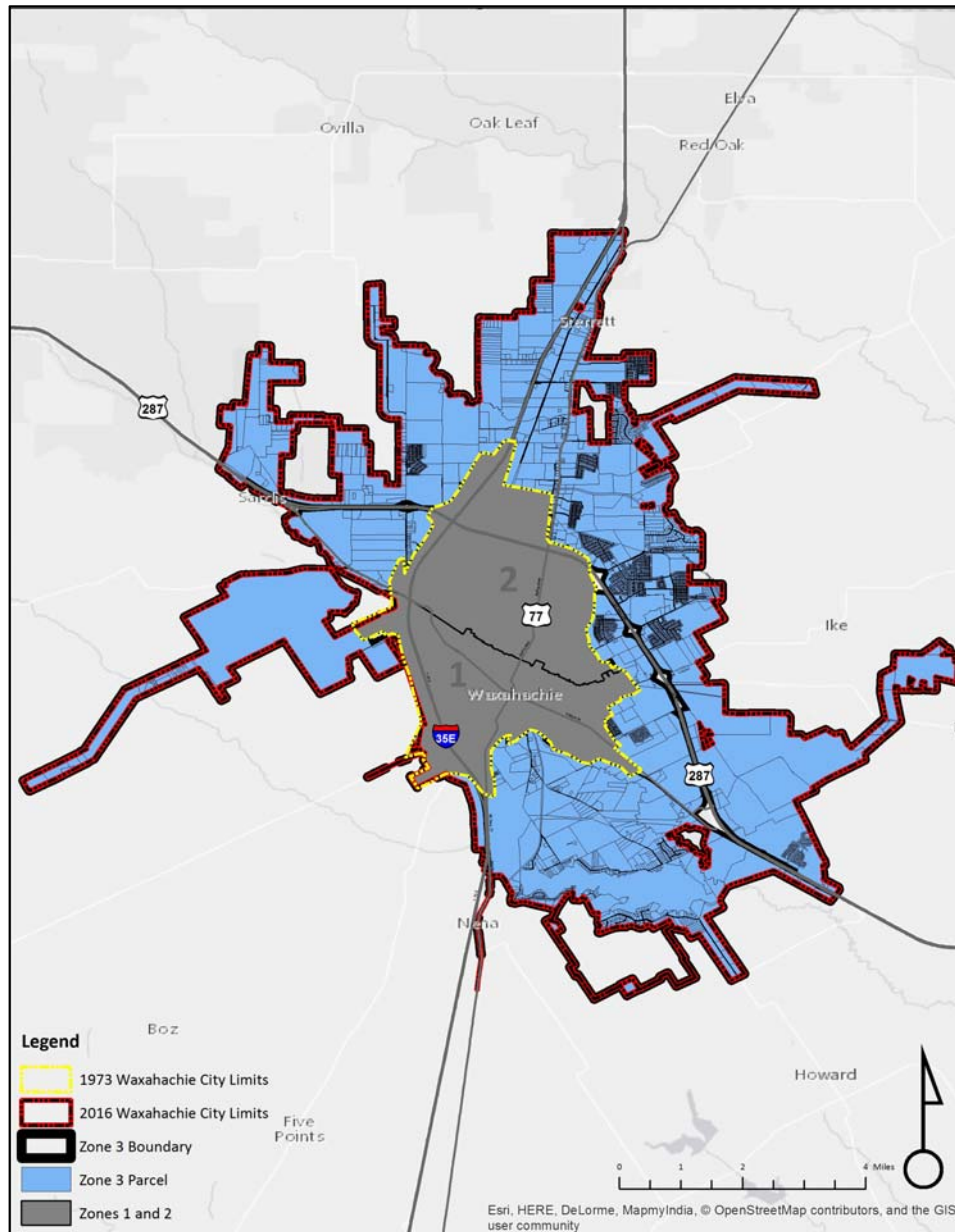 Elva
Oak Leaf
Ovilla
Red Oak
Sterrett
287
Sardis
2
77
Ike
1
Waxahachie
35E
287
Nena
Boz
Legend
1973 Waxahachie City Limits
2016 Waxahachie City Limits
Zone 3 Boundary
Zone 3 Parcel
Zones 1 and 2
Five
Points
Howard
0 1 2 4 Miles
Esri, HERE, DeLorme, MapmyIndia, © OpenStreetMap contributors, and the GIS
user community